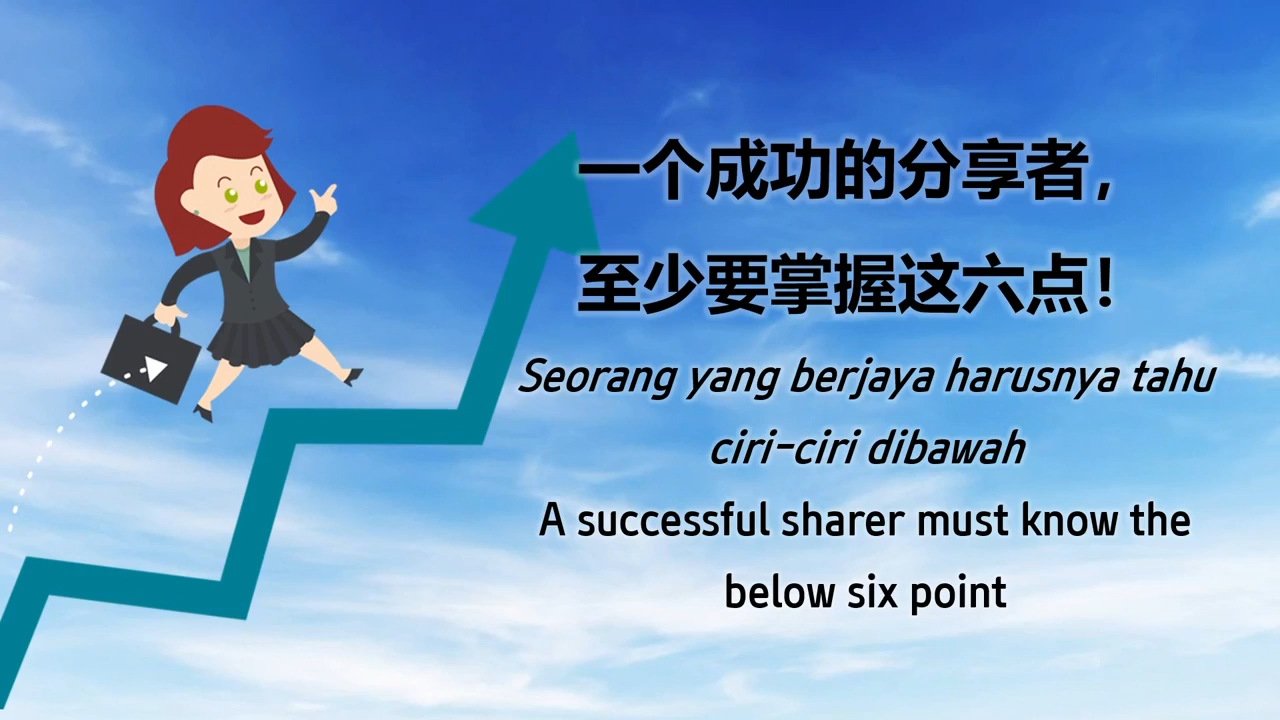 一个成功的分享者，
至少要掌握这六点！
Seorang yang berjaya harusnya tahu
ciri-ciri dibawah
A successful sharer must know the
below six point